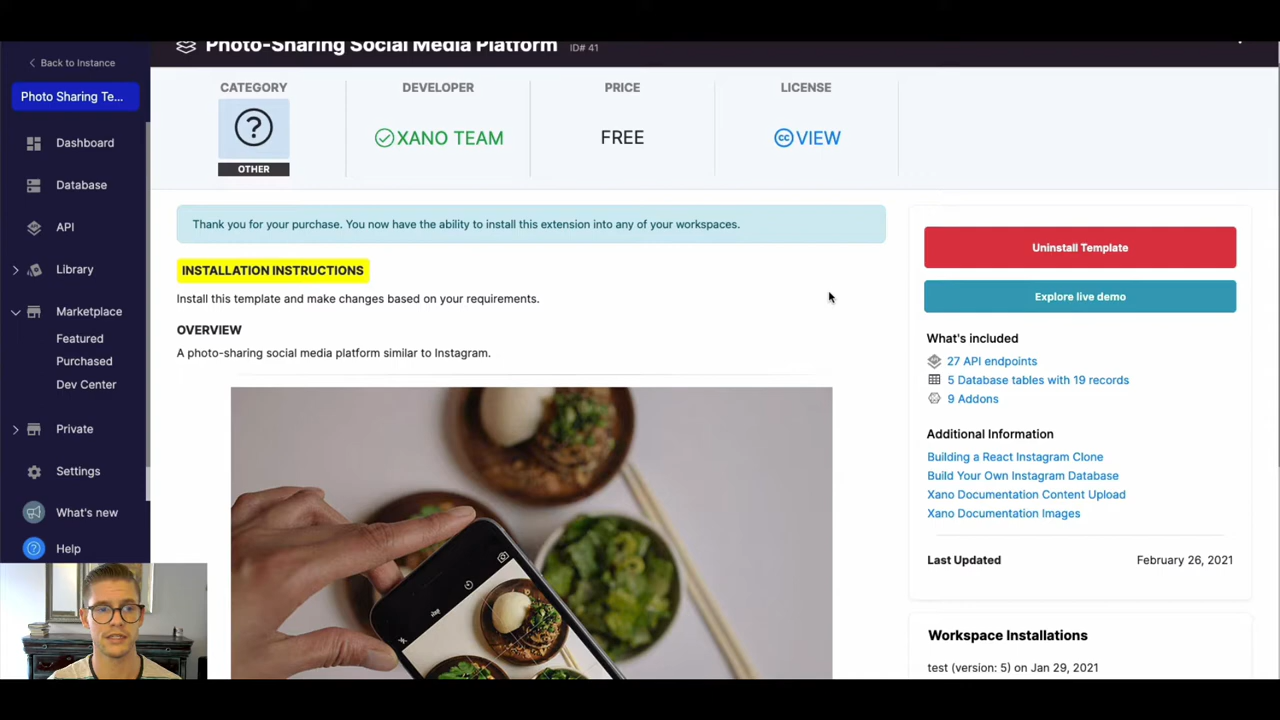 Photo-Sharing Social Media Platform ID# 41
Back to Instance
Photo Sharing Te...
Dashboard
Database
API
Library
Marketplace
Featured
Purchased
Dev Center
Private
Settings
What's new
Help
CATEGORY
?
OTHER
DEVELOPER
XANO TEAM
PRICE
FREE
LICENSE
cc VIEW
Thank you for your purchase. You now have the ability to install this extension into any of your workspaces.
INSTALLATION INSTRUCTIONS
Install this template and make changes based on your requirements.
OVERVIEW
A photo-sharing social media platform similar to Instagram.
Uninstall Template
Explore live demo
What's included
27 API endpoints
5 Database tables with 19 records
9 Addons
Additional Information
Building a React Instagram Clone
Build Your Own Instagram Database
Xano Documentation Content Upload
Xano Documentation Images
Last Updated February 26, 2021
Workspace Installations
test (version: 5) on Jan 29, 2021